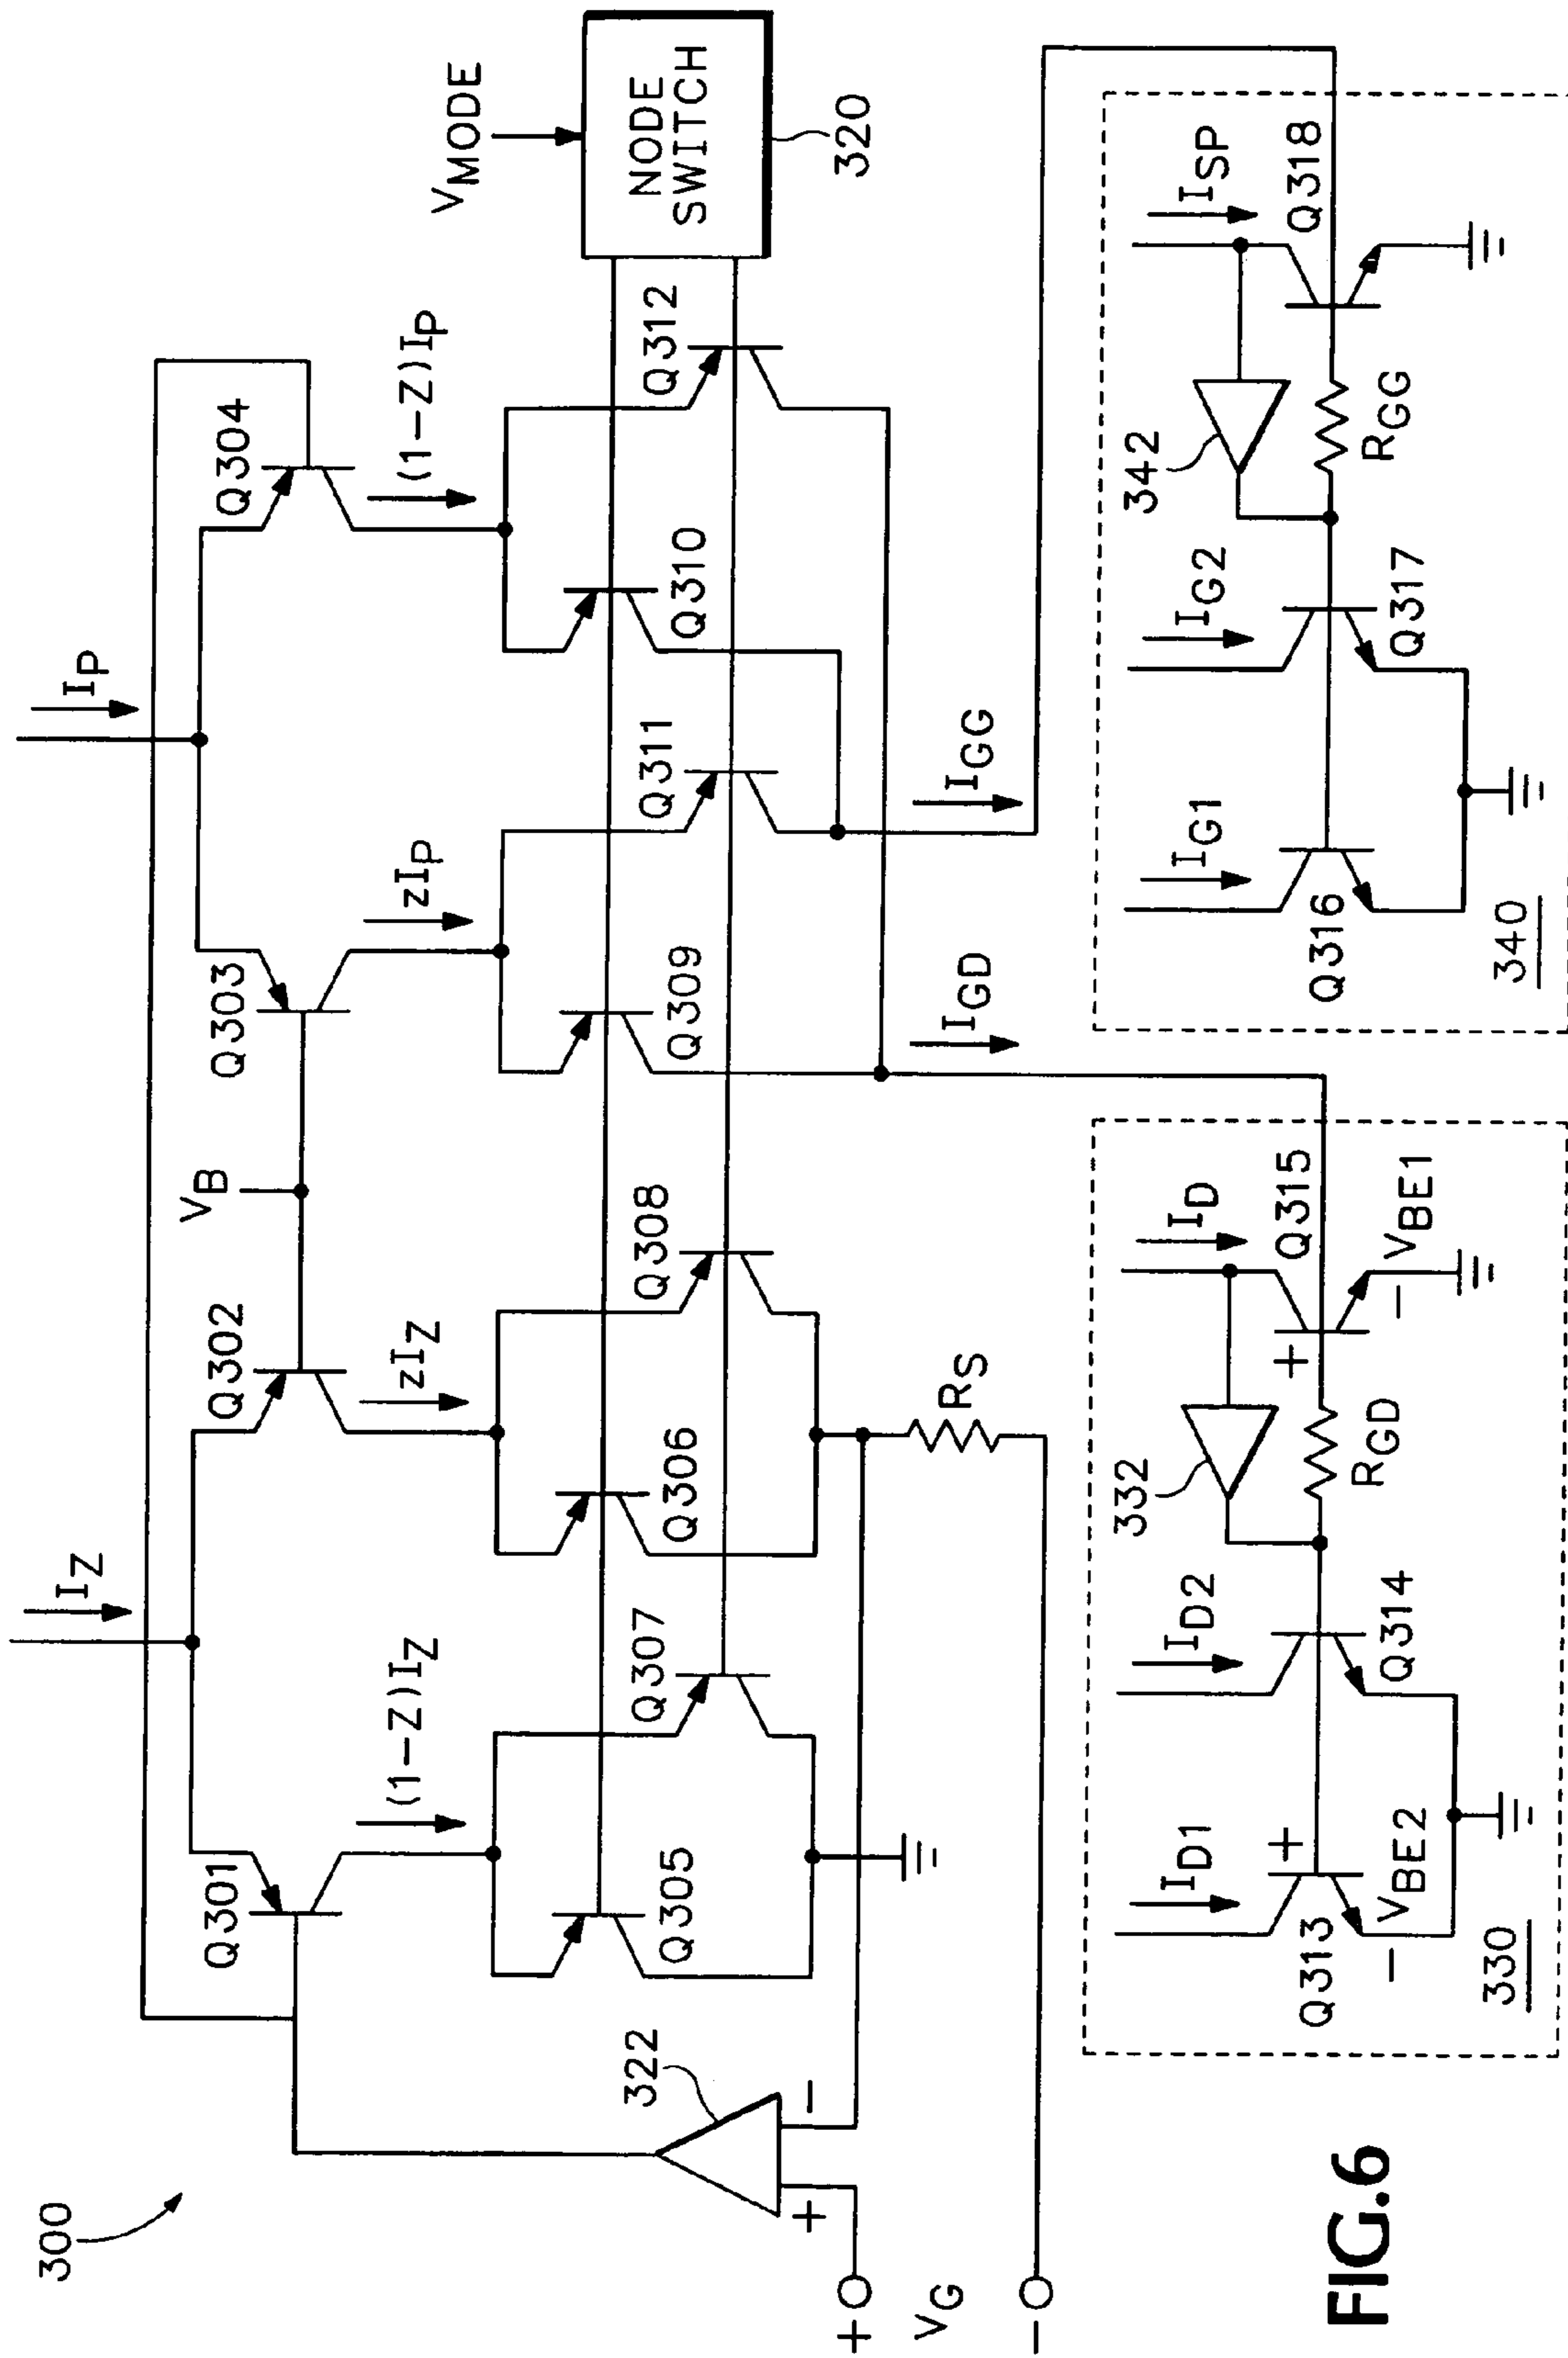 300
I_Z
I_P
V_B
Q301
Q302
Q303
Q304
(1-Z)I_Z
zI_Z
zI_P
(1-Z)I_P
V_MODE
NODE
SWITCH
320
Q305
Q307
Q306
Q308
Q309
Q311
Q310
Q312
322
+
-
R_S
I_GD
I_GG
+
V_G
-
I_D1
I_D2
332
I_D
Q313
+
V_BE2
-
Q314
R_GD
+
Q315
-
V_BE1
330
I_G1
I_G2
342
I_SP
Q316
Q317
R_GG
Q318
340
FIG.6